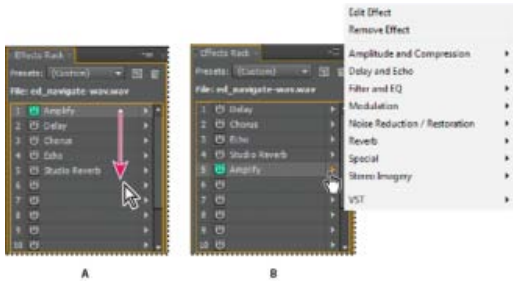 Effects Rack
Presets: (Custom)
File: ed_navigate-wav.wav
1 Amplify
2 Delay
3 Chorus
4 Echo
5 Studio Reverb
6
7
8
9
10
A
Effects Rack
Presets: (Custom)
File: ed_navigate-wav.wav
1 Delay
2 Chorus
3 Echo
4 Studio Reverb
5 Amplify
6
7
8
9
10
B
Edit Effect
Remove Effect
Amplitude and Compression
Delay and Echo
Filter and EQ
Modulation
Noise Reduction / Restoration
Reverb
Special
Stereo Imagery
VST